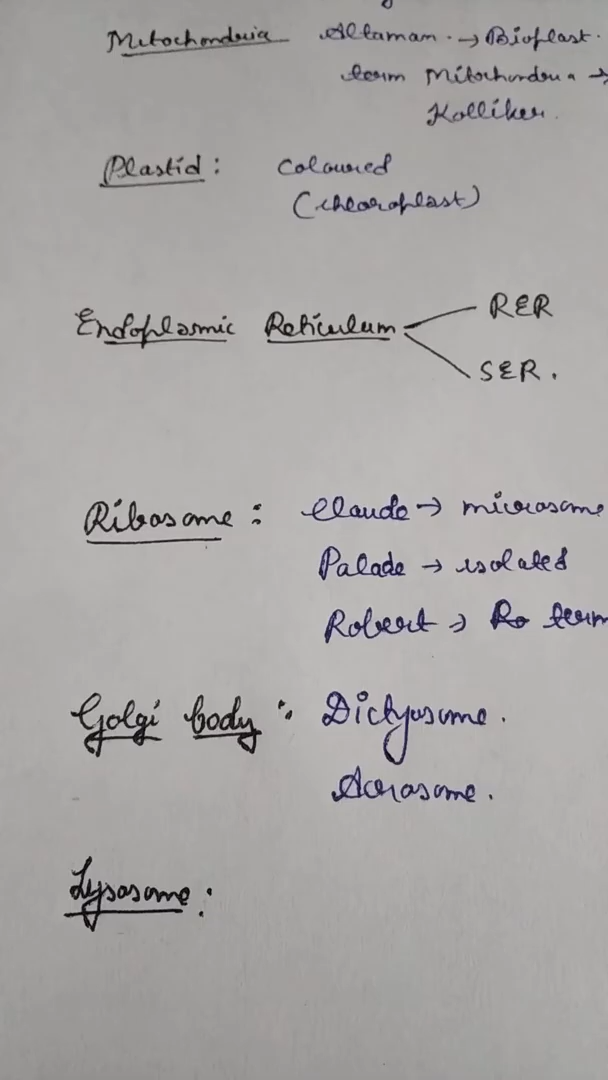 Mitochondria Altaman. → Bioplast.
term Mitochondria →
Kolliker.
Plastid : Coloured
(chloroplast)
Endoplasmic Reticulum RER
SER.
Ribosome : Claude → microsome
Palade → isolated
Robert → Ro term
Golgi body : Dictyosome.
Acrosome.
Lysosome :